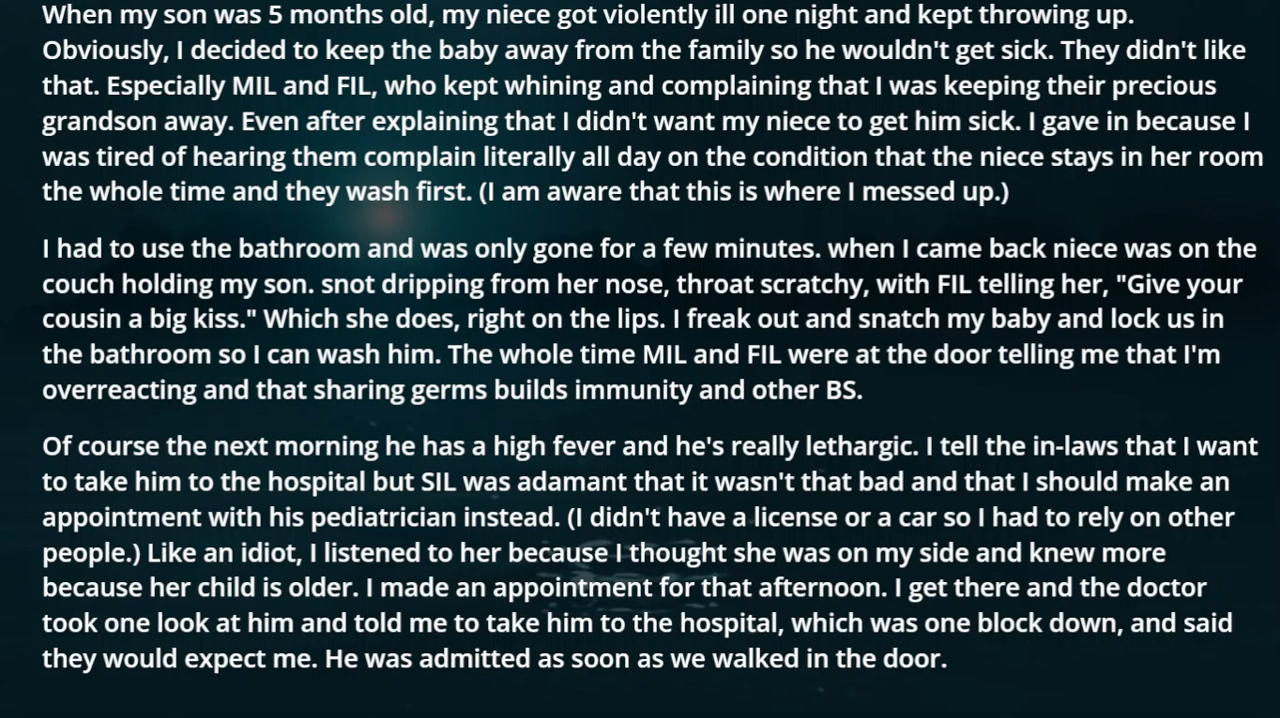 When my son was 5 months old, my niece got violently ill one night and kept throwing up.
Obviously, I decided to keep the baby away from the family so he wouldn't get sick. They didn't like
that. Especially MIL and FIL, who kept whining and complaining that I was keeping their precious
grandson away. Even after explaining that I didn't want my niece to get him sick. I gave in because I
was tired of hearing them complain literally all day on the condition that the niece stays in her room
the whole time and they wash first. (I am aware that this is where I messed up.)
I had to use the bathroom and was only gone for a few minutes. when I came back niece was on the
couch holding my son. snot dripping from her nose, throat scratchy, with FIL telling her, "Give your
cousin a big kiss." Which she does, right on the lips. I freak out and snatch my baby and lock us in
the bathroom so I can wash him. The whole time MIL and FIL were at the door telling me that I'm
overreacting and that sharing germs builds immunity and other BS.
Of course the next morning he has a high fever and he's really lethargic. I tell the in-laws that I want
to take him to the hospital but SIL was adamant that it wasn't that bad and that I should make an
appointment with his pediatrician instead. (I didn't have a license or a car so I had to rely on other
people.) Like an idiot, I listened to her because I thought she was on my side and knew more
because her child is older. I made an appointment for that afternoon. I get there and the doctor
took one look at him and told me to take him to the hospital, which was one block down, and said
they would expect me. He was admitted as soon as we walked in the door.